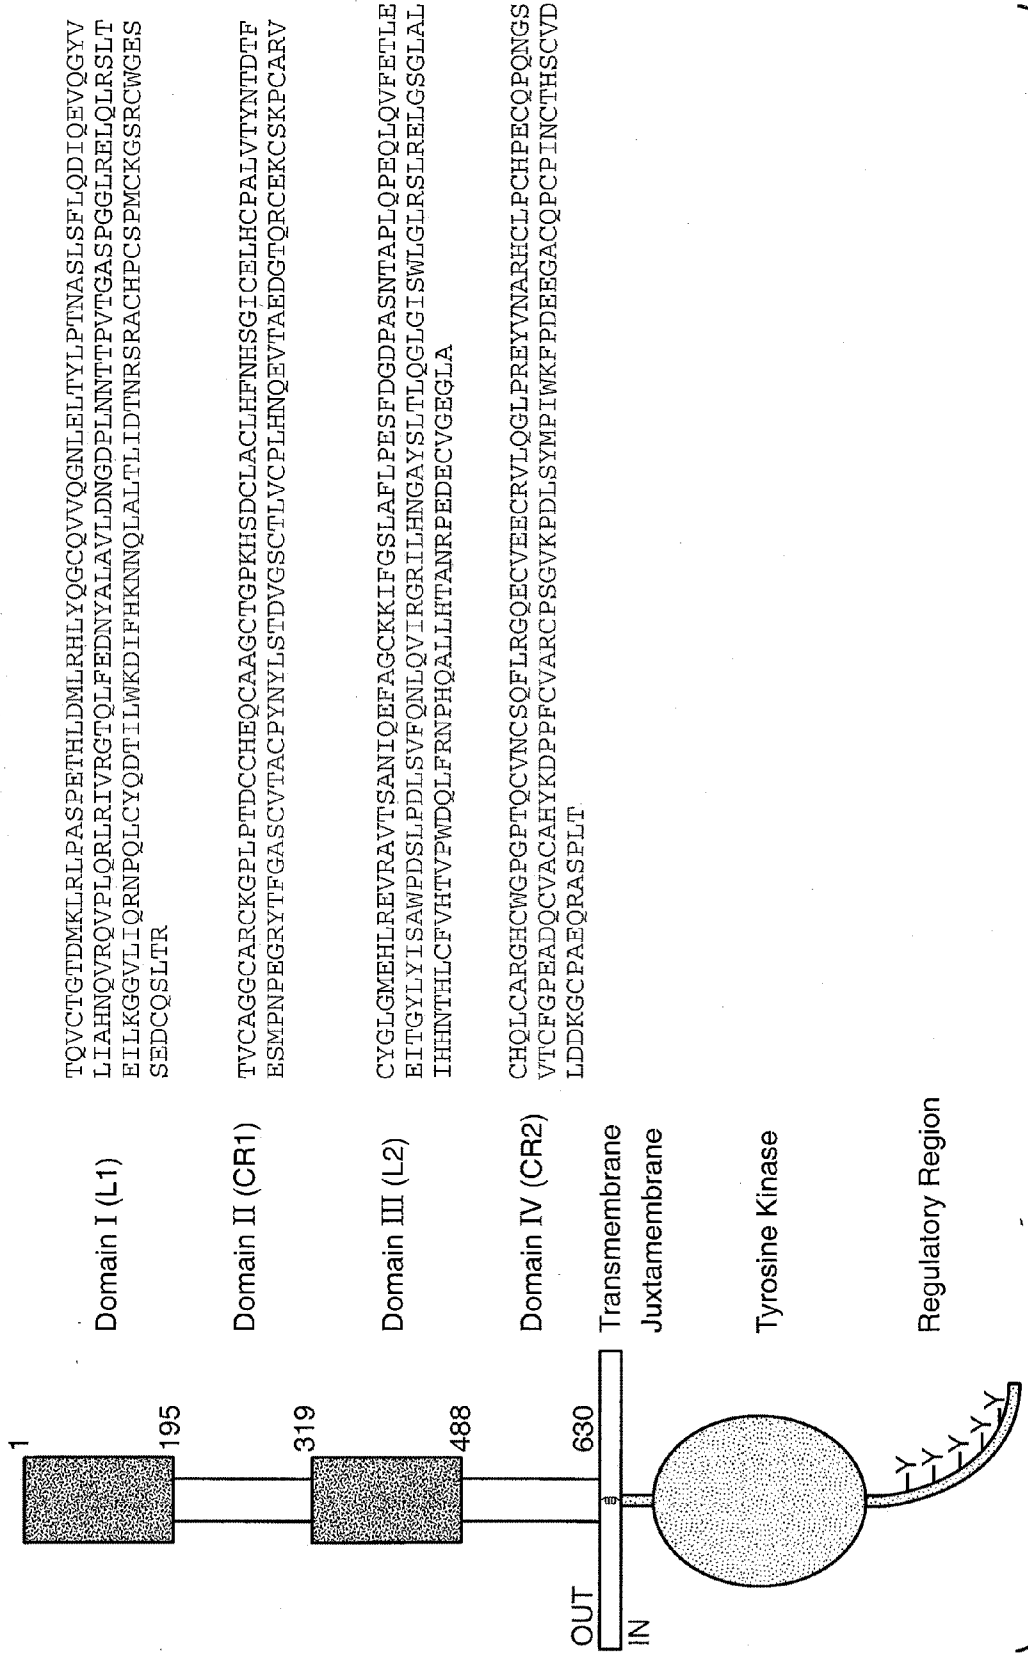 1
Domain I (L1)
TQVCTGTDMKLRLPASPETHLDMLRHLYQGCQVVQGNLELTYLPTNASLSFLQDIQEVQGYV
LIAHNQVRQVPLQRLRIVRGTQLFEDNYALAVLDNGDPLNNTTPVTGASPGGLRELQLRSLT
EILKGGVLIQRNPQLCYQDTILWKDIFHKNNQLALTLIDTNRSRACHPCSPMCKGSRCWGES
SEDCQSLTR
195
Domain II (CR1)
TVCAGGCARCKGPLPTDCCHEQCAAGCTGPKHSDCLACLHFNHSGICELHCPALVTYNTDTF
ESMPNPEGRYTFGASCVTACPYNYLSTDVGSCTLVCPLHNQEVTAEDGTQRCEKCSKPCARV
319
Domain III (L2)
CYGLGMEHLREVRAVTSANIQEFAGCKKIFGSLAFLPESFDGDPASNTAPLQPEQLQVFETLE
EITGYLYISAWPDSLPDLSVFQNLQVIRGRILHNGAYSLTLQGLGISWLGLRSLRELGSGLAL
IHHNTHLCFVHTVPWDQLFRNPHQALLHTANRPEDECVGEGLA
488
Domain IV (CR2)
CHQLCARGHCWGPGPTQCVNCSQFLRGQECVEECRVLQGLPREYVNARHCLPCHPECQPQNGS
VTCFGPEADQCVACAHYKDPPFCVARCPSGVKPDLSYMPIWKFPDEEGACQPCPINCTHSCVD
LDDKGCPAEQRASPLT
630
OUT
Transmembrane
IN
Juxtamembrane
Tyrosine Kinase
Regulatory Region
Y
Y
Y
Y
Y